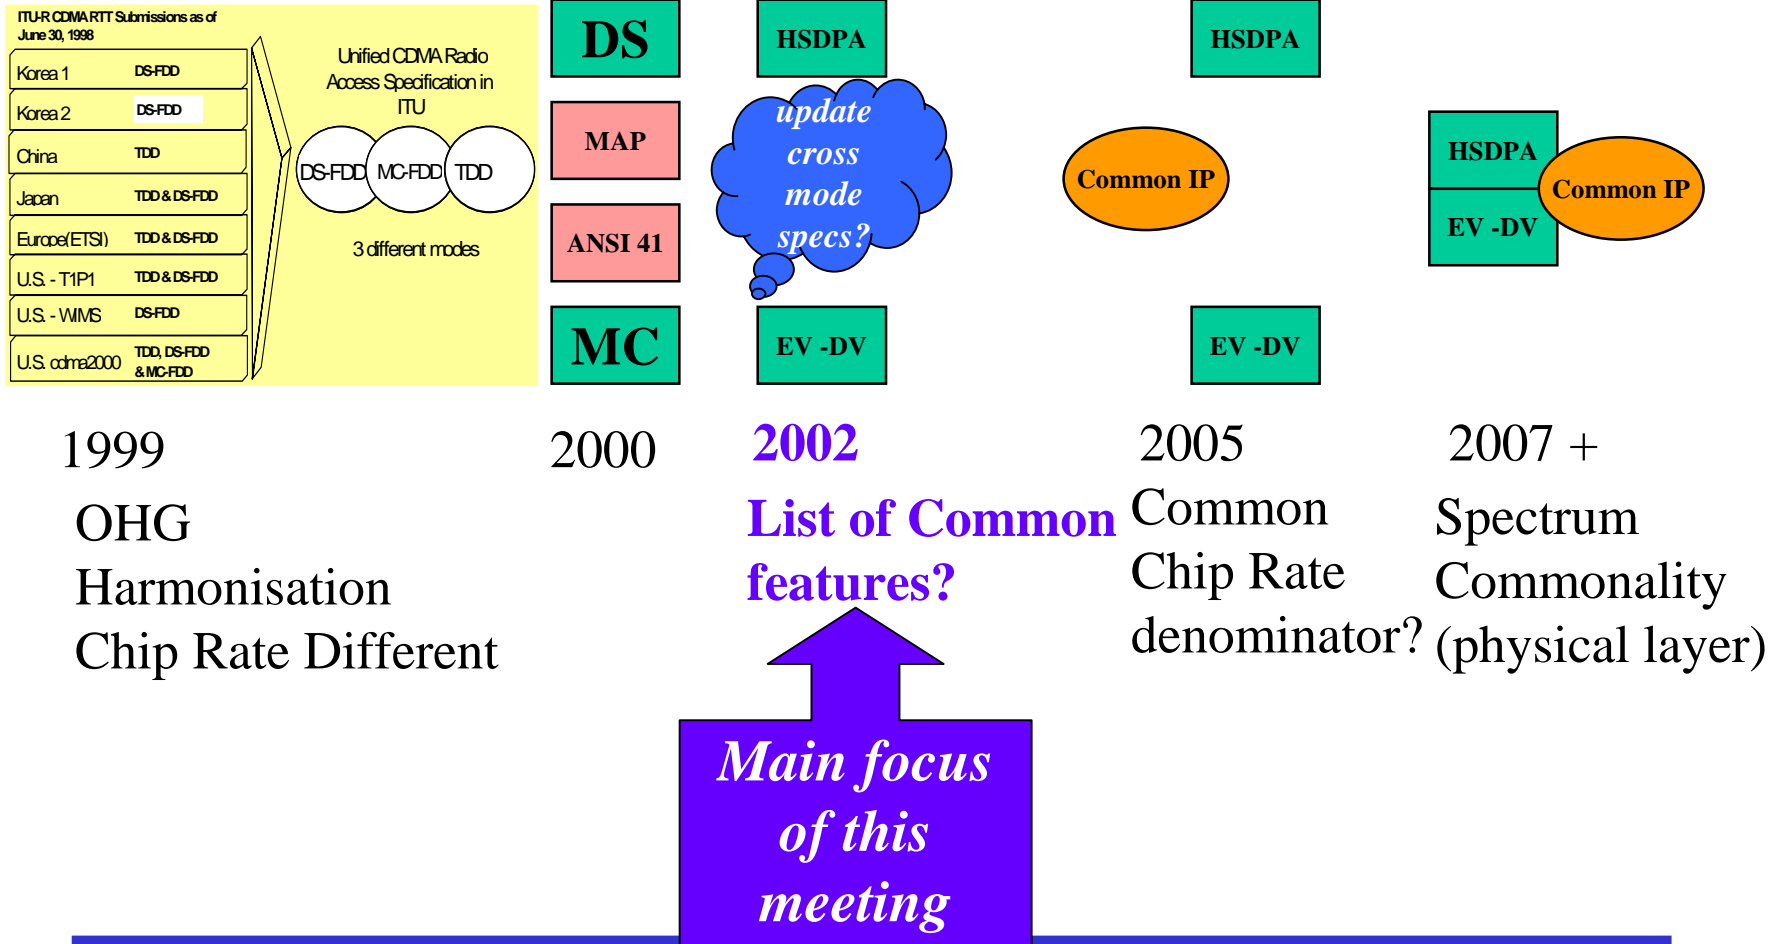 ITU-R CDMA RTT Submissions as of
June 30, 1998
Korea 1 DS-FDD
Korea 2 DS-FDD
China TDD
Japan TDD & DS-FDD
Europe(ETSI) TDD & DS-FDD
U.S. - T1P1 TDD & DS-FDD
U.S. - WIMS DS-FDD
U.S. cdma2000 TDD, DS-FDD
& MC-FDD
Unified CDMA Radio
Access Specification in
ITU
DS-FDD MC-FDD TDD
3 different modes
DS
MAP
ANSI 41
MC
HSDPA
update
cross
mode
specs?
EV -DV
HSDPA
Common IP
EV -DV
HSDPA
EV -DV
Common IP
1999
OHG
Harmonisation
Chip Rate Different
2000
2002
List of Common
features?
2005
Common
Chip Rate
denominator?
2007 +
Spectrum
Commonality
(physical layer)
Main focus
of this
meeting